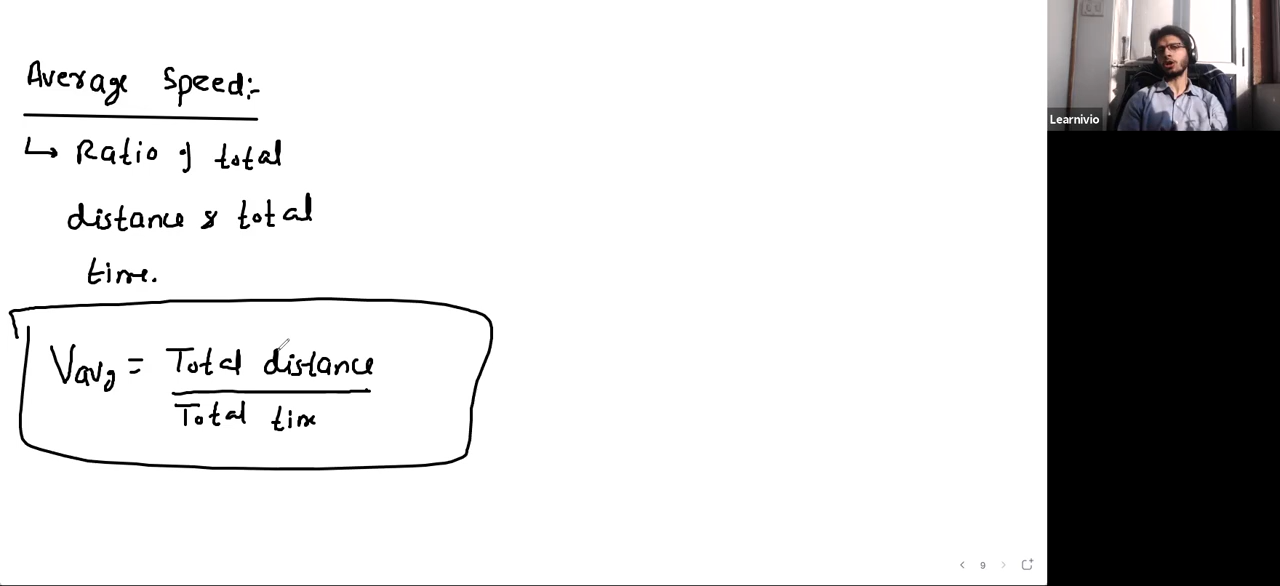 Average Speed:-
↳ Ratio of total
distance & total
time.
Vavg = Total distance
Total time
Learnivio
9